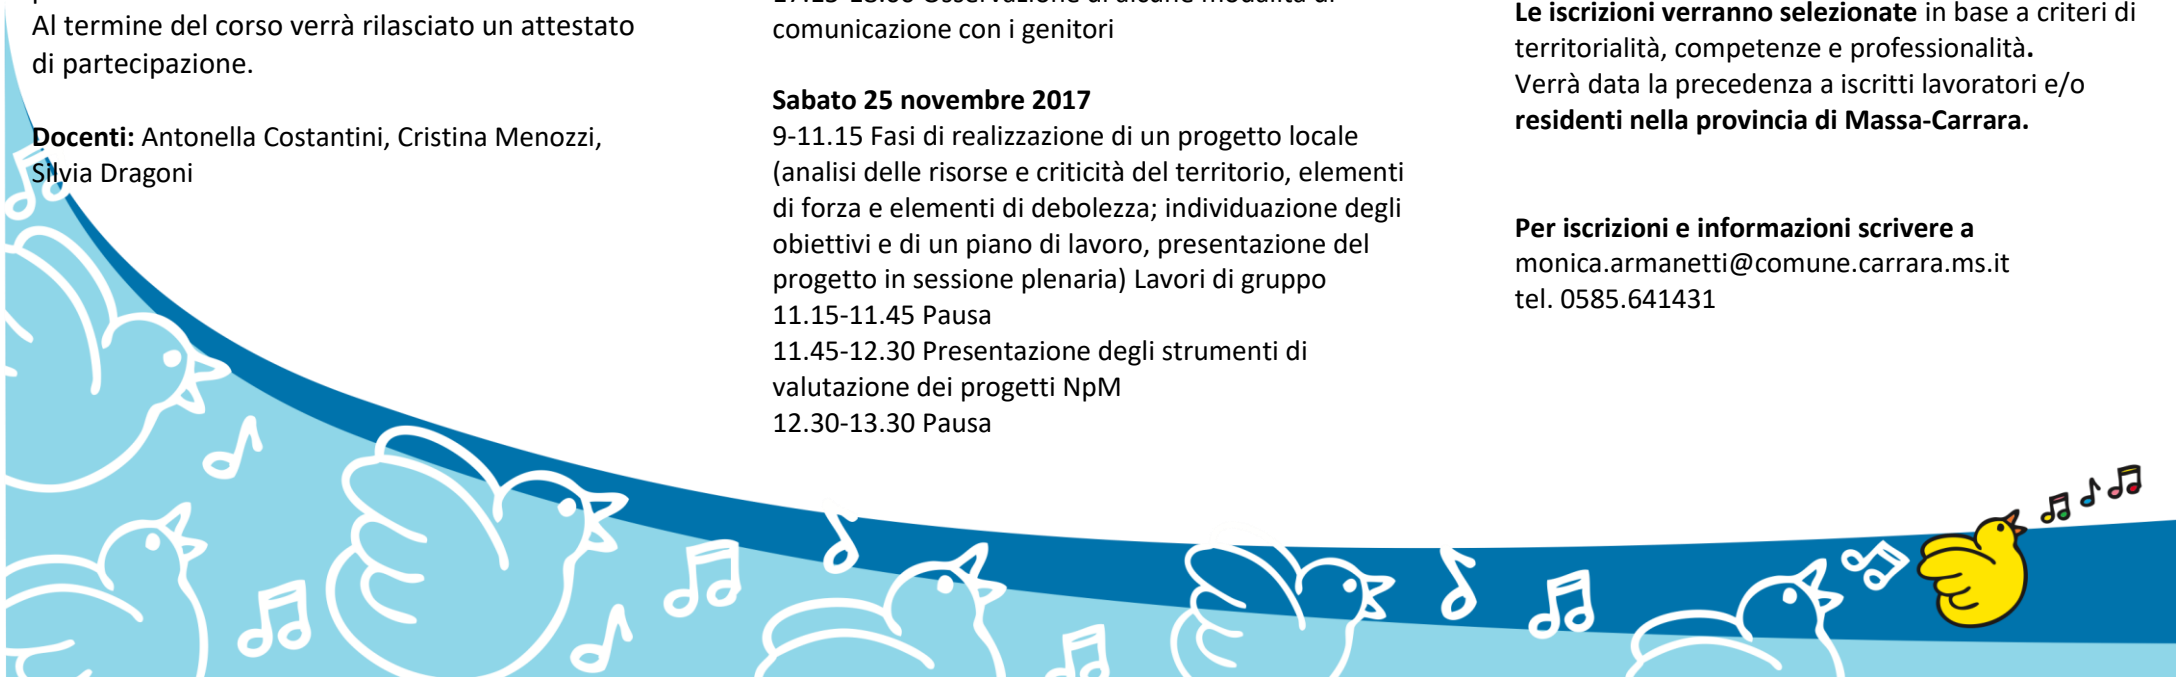 Al termine del corso verrà rilasciato un attestato
di partecipazione.
Docenti: Antonella Costantini, Cristina Menozzi,
Silvia Dragoni
comunicazione con i genitori
Sabato 25 novembre 2017
9-11.15 Fasi di realizzazione di un progetto locale
(analisi delle risorse e criticità del territorio, elementi
di forza e elementi di debolezza; individuazione degli
obiettivi e di un piano di lavoro, presentazione del
progetto in sessione plenaria) Lavori di gruppo
11.15-11.45 Pausa
11.45-12.30 Presentazione degli strumenti di
valutazione dei progetti NpM
12.30-13.30 Pausa
Le iscrizioni verranno selezionate in base a criteri di
territorialità, competenze e professionalità.
Verrà data la precedenza a iscritti lavoratori e/o
residenti nella provincia di Massa-Carrara.
Per iscrizioni e informazioni scrivere a
monica.armanetti@comune.carrara.ms.it
tel. 0585.641431